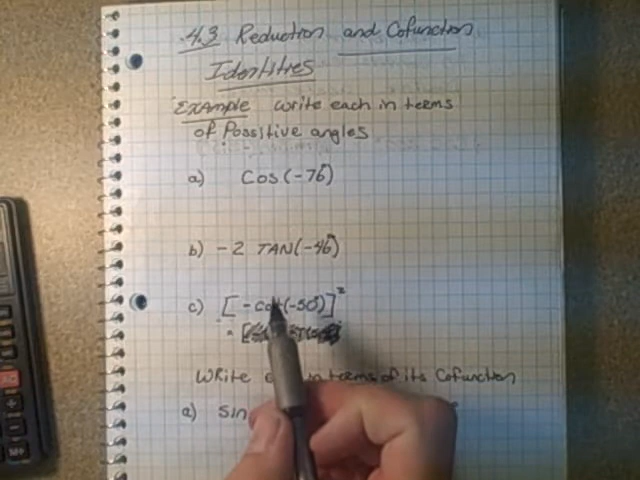 4.3 Reduction and Cofunction
Identities
Example Write each in terms
of Possitive angles
a) Cos(-76°)
b) -2 TAN(-46°)
c) [-cot(-50°)]²
= [
Write in terms of its Cofunction
a) sin